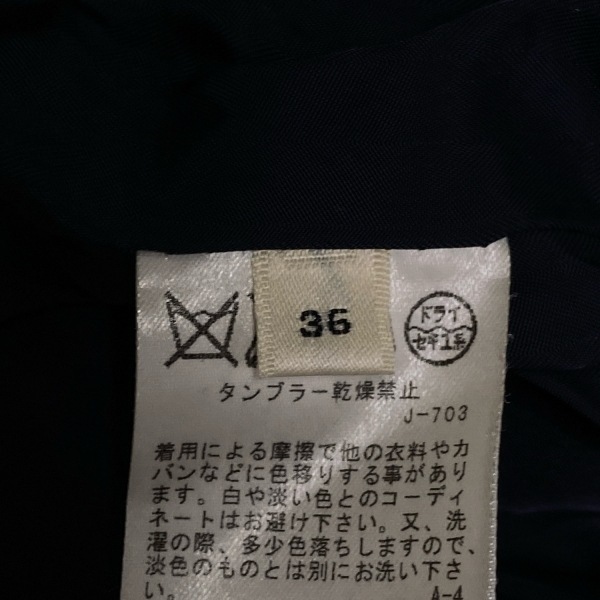 36
ドライ
セキユ系
タンブラー乾燥禁止
J-703
着用による摩擦で他の衣料やカ
バンなどに色移りする事があり
ます。白や淡い色とのコーディ
ネートはお避け下さい。又、洗
濯の際、多少色落ちしますので、
淡色のものとは別にお洗い下さ
い。
A-4